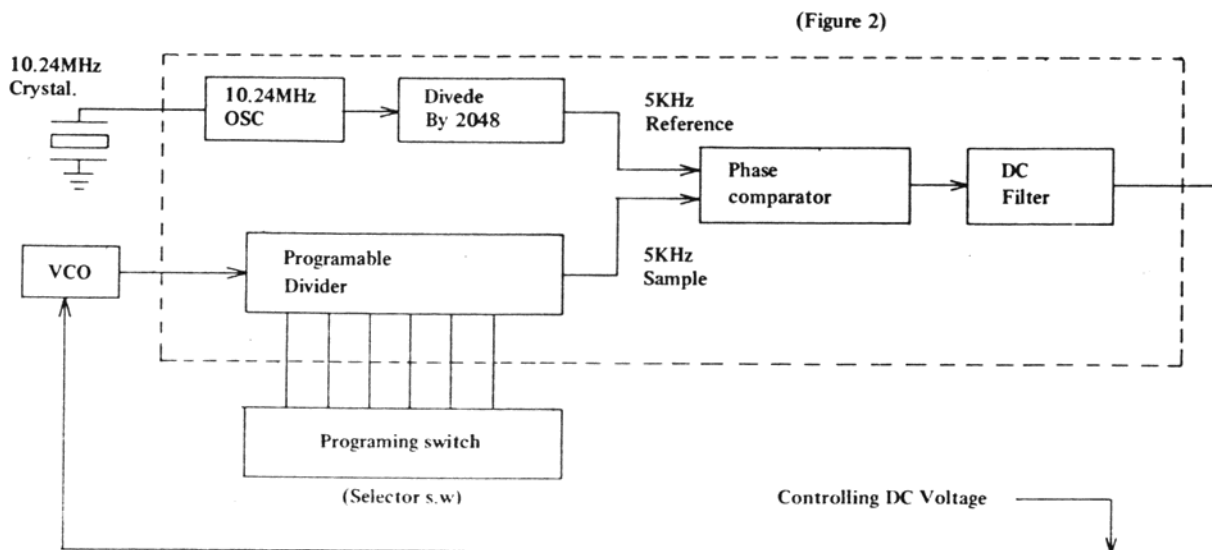 (Figure 2)
10.24MHz
Crystal.
10.24MHz
OSC
Divede
By 2048
5KHz
Reference
Phase
comparator
DC
Filter
VCO
Programable
Divider
5KHz
Sample
Programing switch
(Selector s.w)
Controlling DC Voltage